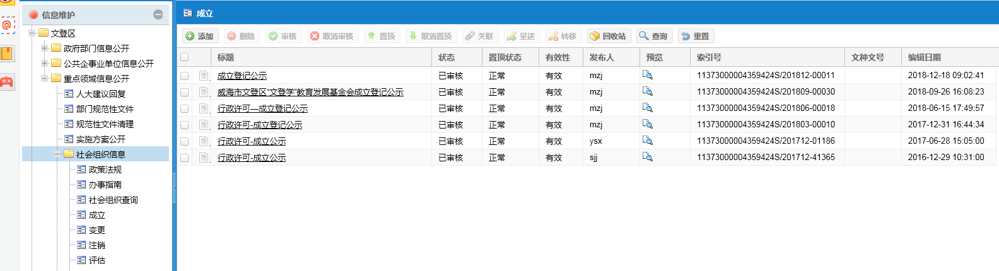 信息维护
文登区
政府部门信息公开
公共企事业单位信息公开
重点领域信息公开
人大建议回复
部门规范性文件
规范性文件清理
实施方案公开
社会组织信息
政策法规
办事指南
社会组织查询
成立
变更
注销
评估
成立
添加 删除 审核 取消审核 置顶 取消置顶 关联 呈送 转移 回收站 查询 重置
标题 状态 置顶状态 有效性 发布人 预览 索引号 文种文号 编辑日期
成立登记公示 已审核 正常 有效 mzj 11373000004359424S/201812-00011 2018-12-18 09:02:41
威海市文登区“文登学”教育发展基金会成立登记公示 已审核 正常 有效 mzj 11373000004359424S/201809-00030 2018-09-26 16:08:23
行政许可—成立登记公示 已审核 正常 有效 mzj 11373000004359424S/201806-00018 2018-06-15 17:49:57
行政许可-成立登记公示 已审核 正常 有效 mzj 11373000004359424S/201803-00010 2017-12-31 16:44:34
行政许可-成立公示 已审核 正常 有效 ysx 11373000004359424S/201712-01186 2017-06-28 15:05:00
行政许可-成立公示 已审核 正常 有效 sjj 11373000004359424S/201712-41365 2016-12-29 10:31:00